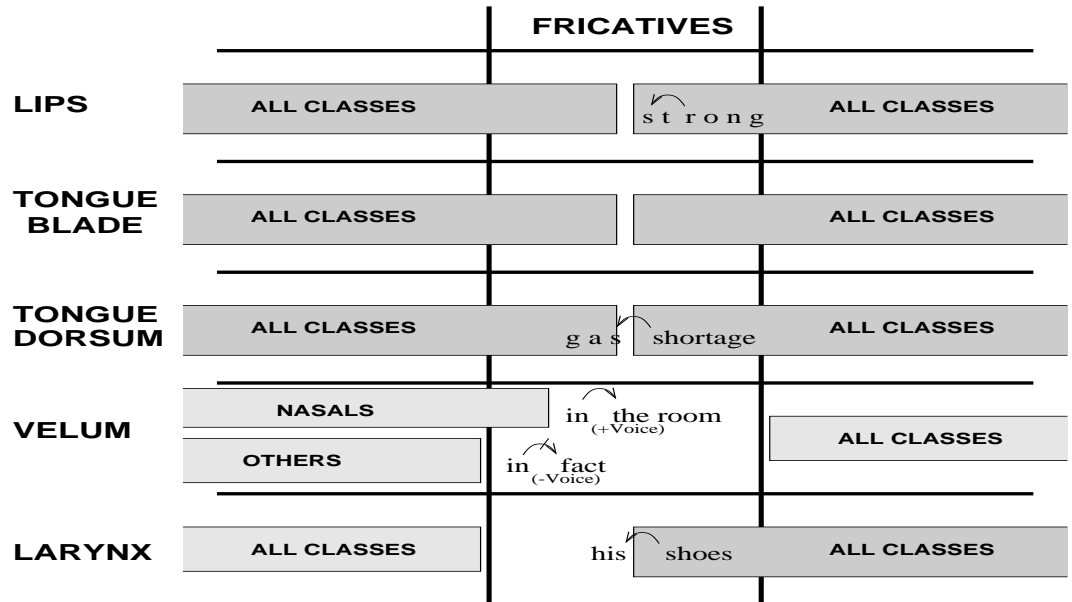 FRICATIVES
LIPS
ALL CLASSES
s t r o n g
ALL CLASSES
TONGUE
BLADE
ALL CLASSES
ALL CLASSES
TONGUE
DORSUM
ALL CLASSES
g a s shortage
ALL CLASSES
VELUM
NASALS
in the room
(+Voice)
OTHERS
in fact
(-Voice)
ALL CLASSES
LARYNX
ALL CLASSES
his shoes
ALL CLASSES